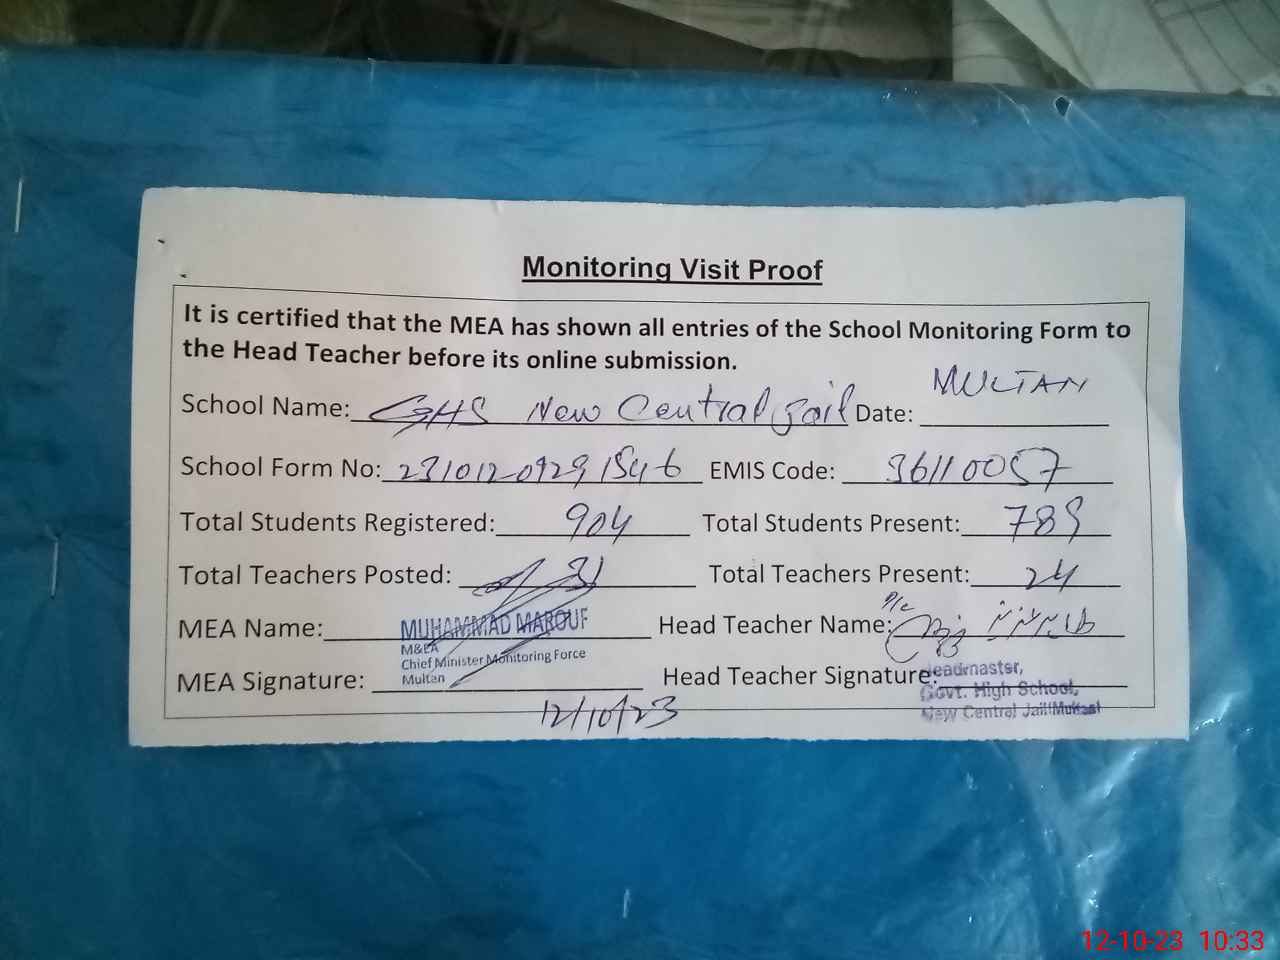 Monitoring Visit Proof
It is certified that the MEA has shown all entries of the School Monitoring Form to
the Head Teacher before its online submission.
School Name: GHS New Central Jail Date: MULTAN
School Form No: 23101209291546 EMIS Code: 36110057
Total Students Registered: 904 Total Students Present: 789
Total Teachers Posted: 31 Total Teachers Present: 24
MEA Name: MUHAMMAD MAROUF Head Teacher Name:
M&EA
Chief Minister Monitoring Force
Multan
MEA Signature: Head Teacher Signature:
Headmaster,
Govt. High School,
New Central Jail Multan
12/10/23
12-10-23 10:33